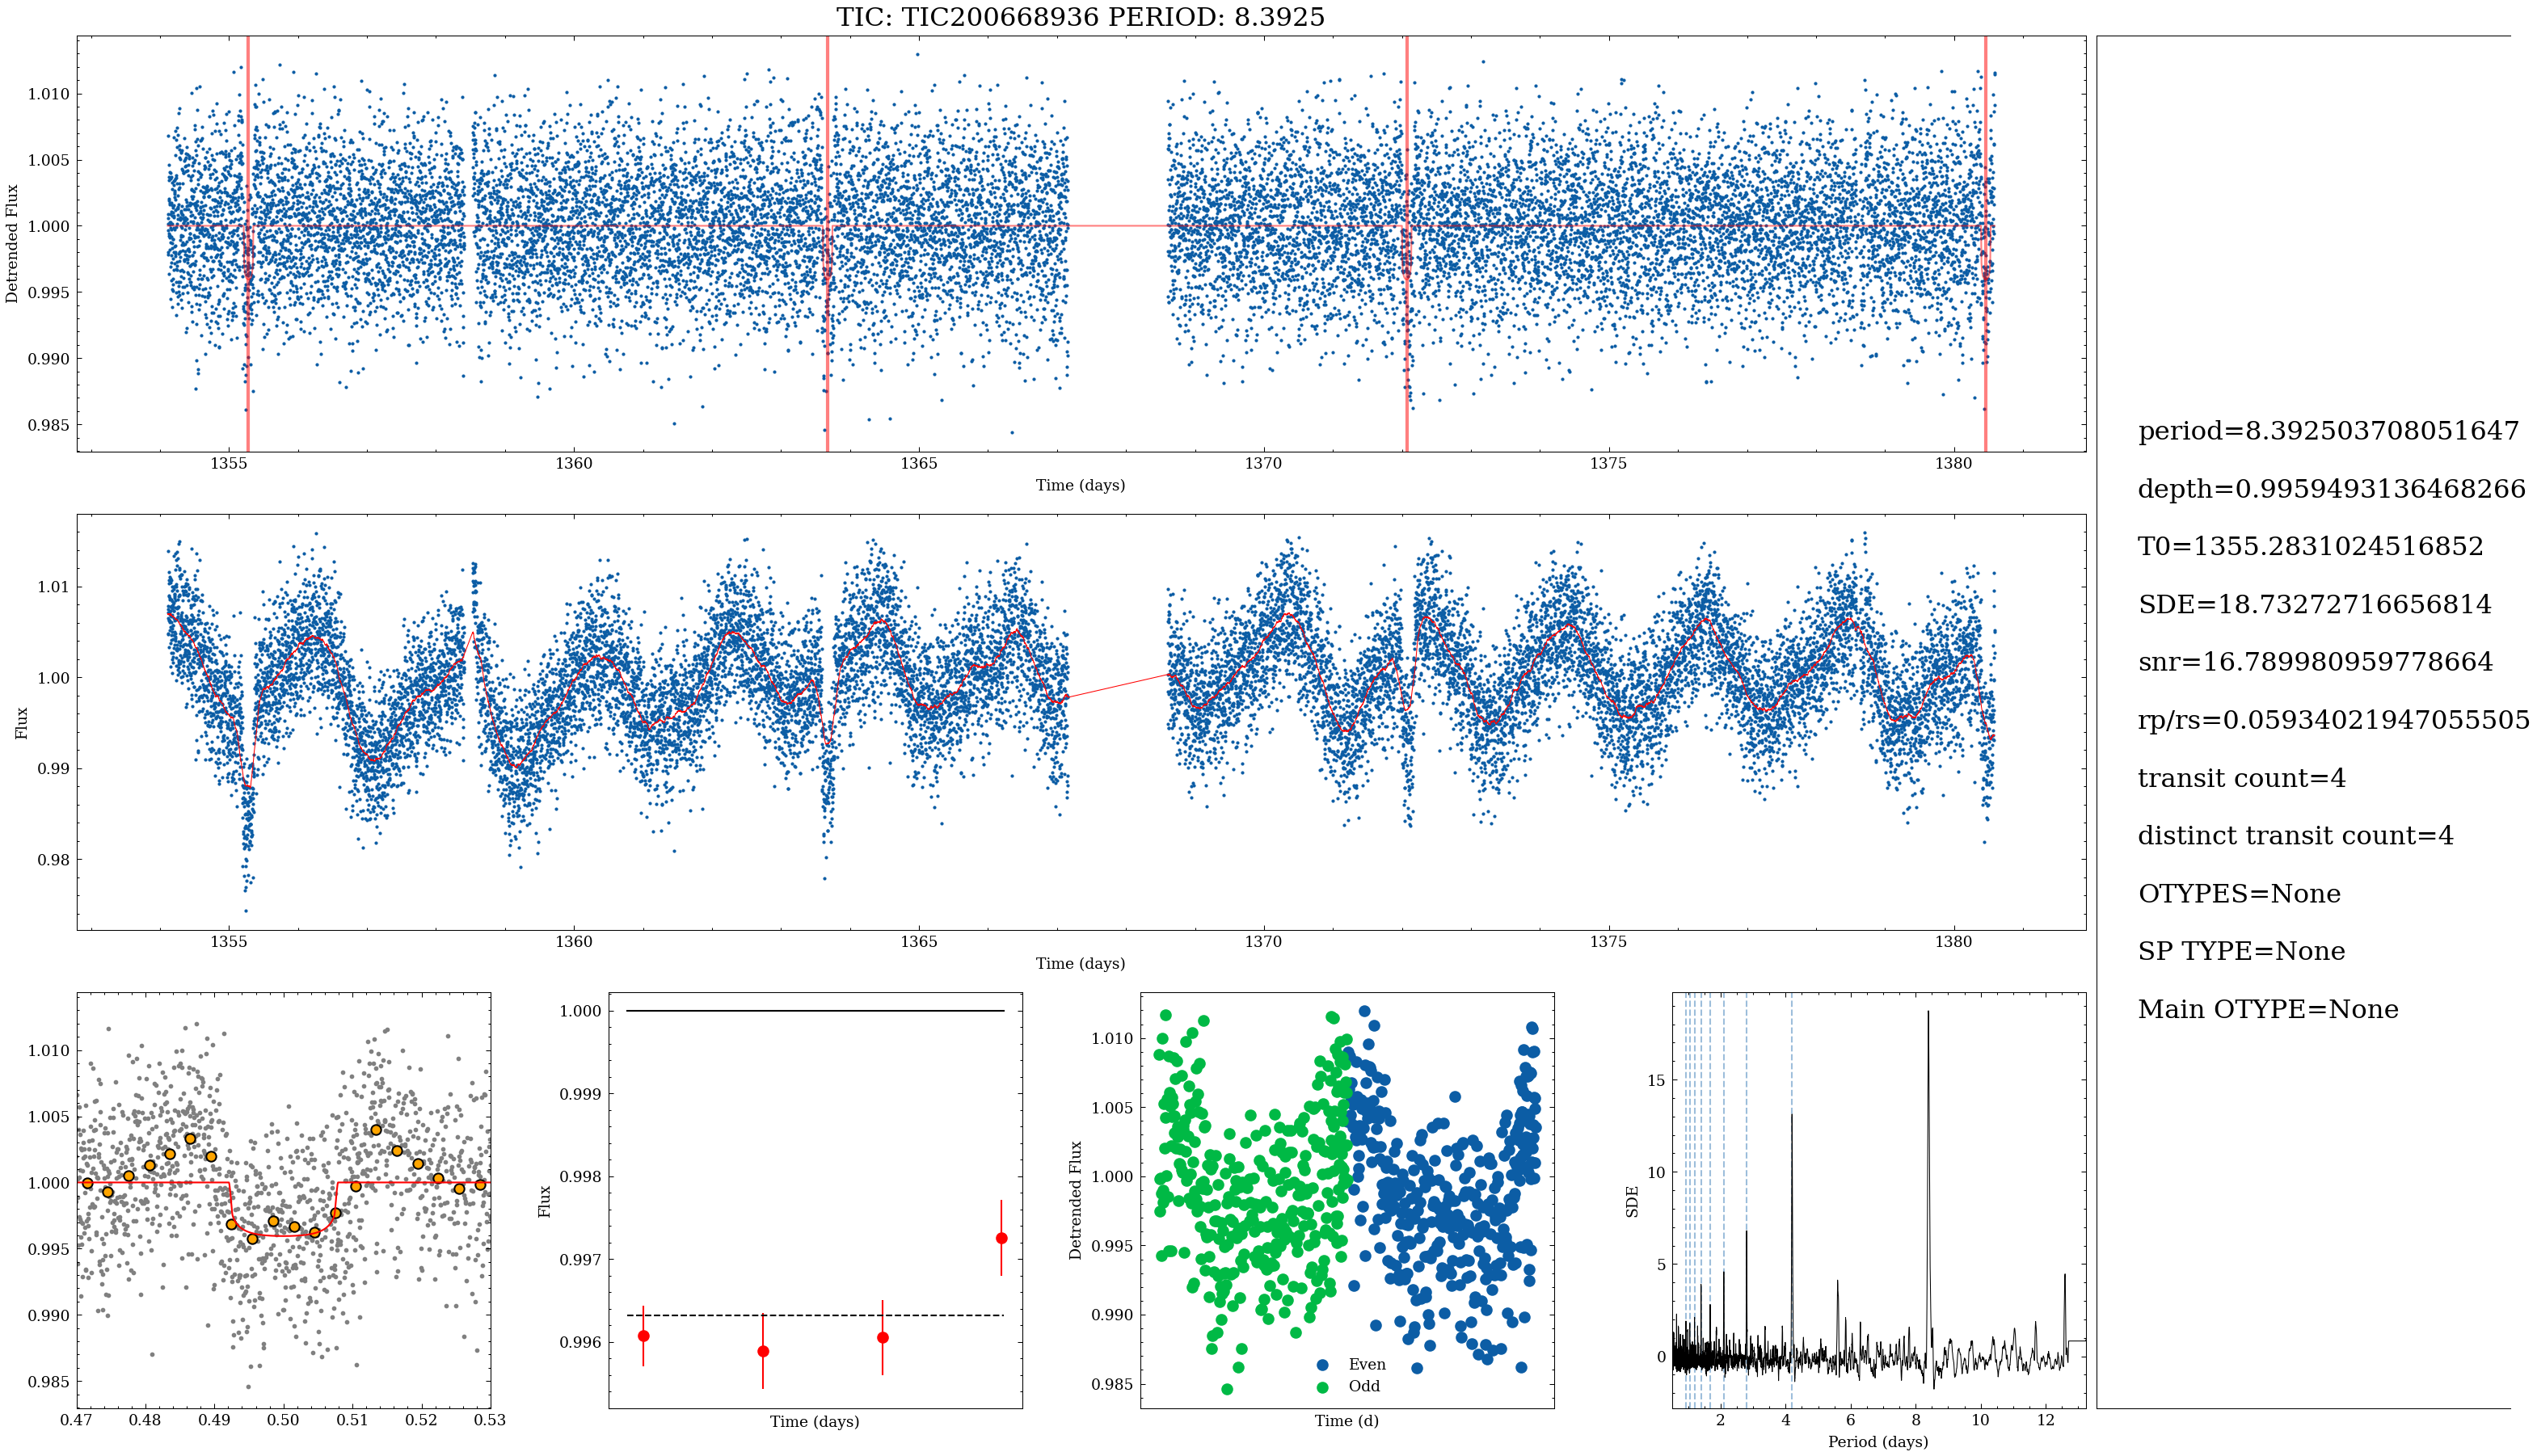 TIC: TIC200668936 PERIOD: 8.3925
Detrended Flux
1.010
1.005
1.000
0.995
0.990
0.985
1355 1360 1365 1370 1375 1380
Time (days)
Flux
1.01
1.00
0.99
0.98
1355 1360 1365 1370 1375 1380
Time (days)
1.010
1.005
1.000
0.995
0.990
0.985
0.47 0.48 0.49 0.50 0.51 0.52 0.53
Flux
1.000
0.999
0.998
0.997
0.996
Time (days)
Detrended Flux
1.010
1.005
1.000
0.995
0.990
0.985
Even
Odd
Time (d)
SDE
15
10
5
0
2 4 6 8 10 12
Period (days)
period=8.392503708051647
depth=0.9959493136468266
T0=1355.2831024516852
SDE=18.73272716656814
snr=16.789980959778664
rp/rs=0.05934021947055505
transit count=4
distinct transit count=4
OTYPES=None
SP TYPE=None
Main OTYPE=None